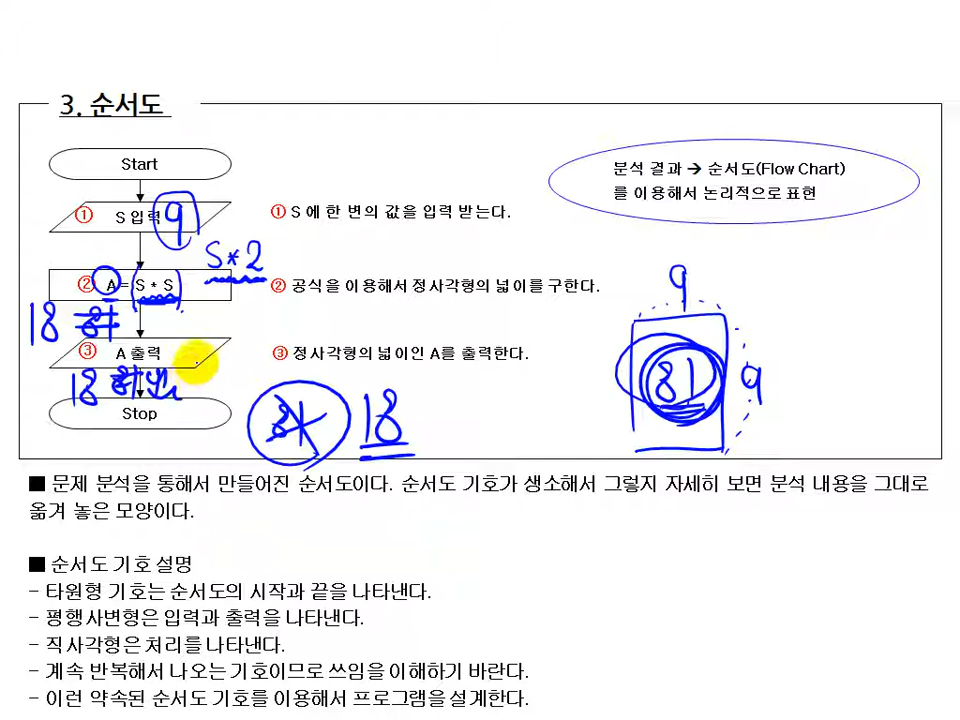 3. 순서도
Start
분석 결과 → 순서도(Flow Chart)
를 이용해서 논리적으로 표현
① S 입력 9
① S 에 한 변의 값을 입력 받는다.
S*2
② A = (S * S)
② 공식을 이용해서 정사각형의 넓이를 구한다.
9
18 81
③ A 출력
③ 정사각형의 넓이인 A를 출력한다.
81 9
18
Stop
81 18
■ 문제 분석을 통해서 만들어진 순서도이다. 순서도 기호가 생소해서 그렇지 자세히 보면 분석 내용을 그대로
옮겨 놓은 모양이다.
■ 순서도 기호 설명
- 타원형 기호는 순서도의 시작과 끝을 나타낸다.
- 평행사변형은 입력과 출력을 나타낸다.
- 직사각형은 처리를 나타낸다.
- 계속 반복해서 나오는 기호이므로 쓰임을 이해하기 바란다.
- 이런 약속된 순서도 기호를 이용해서 프로그램을 설계한다.